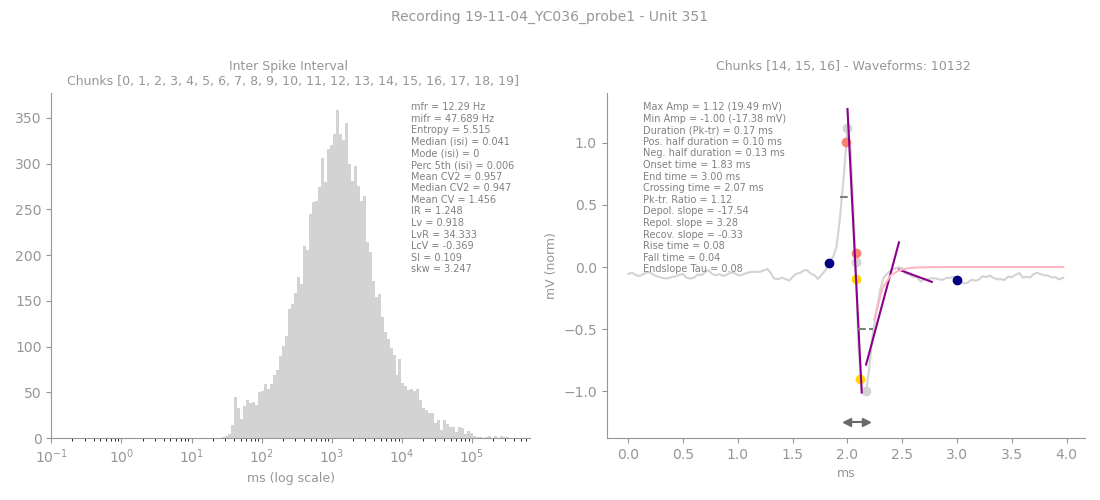 Recording 19-11-04_YC036_probe1 - Unit 351
Inter Spike Interval
Chunks [0, 1, 2, 3, 4, 5, 6, 7, 8, 9, 10, 11, 12, 13, 14, 15, 16, 17, 18, 19]
350
300
250
200
150
100
50
0
mfr = 12.29 Hz
mifr = 47.689 Hz
Entropy = 5.515
Median (isi) = 0.041
Mode (isi) = 0
Perc 5th (isi) = 0.006
Mean CV2 = 0.957
Median CV2 = 0.947
Mean CV = 1.456
IR = 1.248
Lv = 0.918
LvR = 34.333
LcV = -0.369
SI = 0.109
skw = 3.247
10⁻¹ 10⁰ 10¹ 10² 10³ 10⁴ 10⁵
ms (log scale)
Chunks [14, 15, 16] - Waveforms: 10132
mV (norm)
1.0
0.5
0.0
−0.5
−1.0
Max Amp = 1.12 (19.49 mV)
Min Amp = -1.00 (-17.38 mV)
Duration (Pk-tr) = 0.17 ms
Pos. half duration = 0.10 ms
Neg. half duration = 0.13 ms
Onset time = 1.83 ms
End time = 3.00 ms
Crossing time = 2.07 ms
Pk-tr. Ratio = 1.12
Depol. slope = -17.54
Repol. slope = 3.28
Recov. slope = -0.33
Rise time = 0.08
Fall time = 0.04
Endslope Tau = 0.08
0.0 0.5 1.0 1.5 2.0 2.5 3.0 3.5 4.0
ms